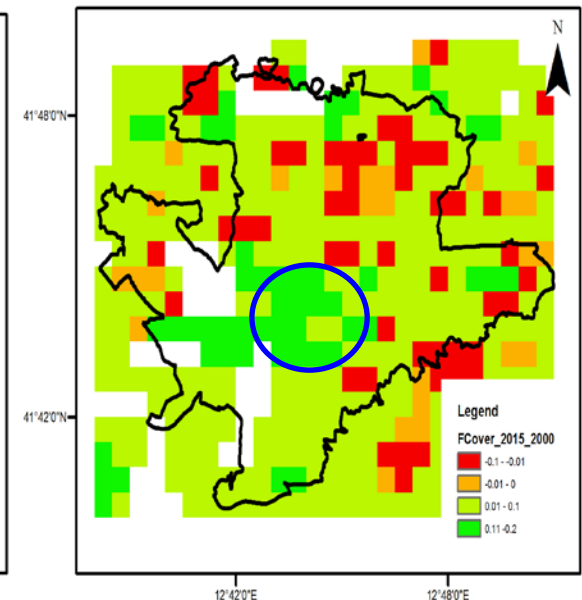 N
41°48'0"N
41°42'0"N
Legend
FCover_2015_2000
-0.1 - -0.01
-0.01 - 0
0.01 - 0.1
0.11 -0.2
12°42'0"E
12°48'0"E